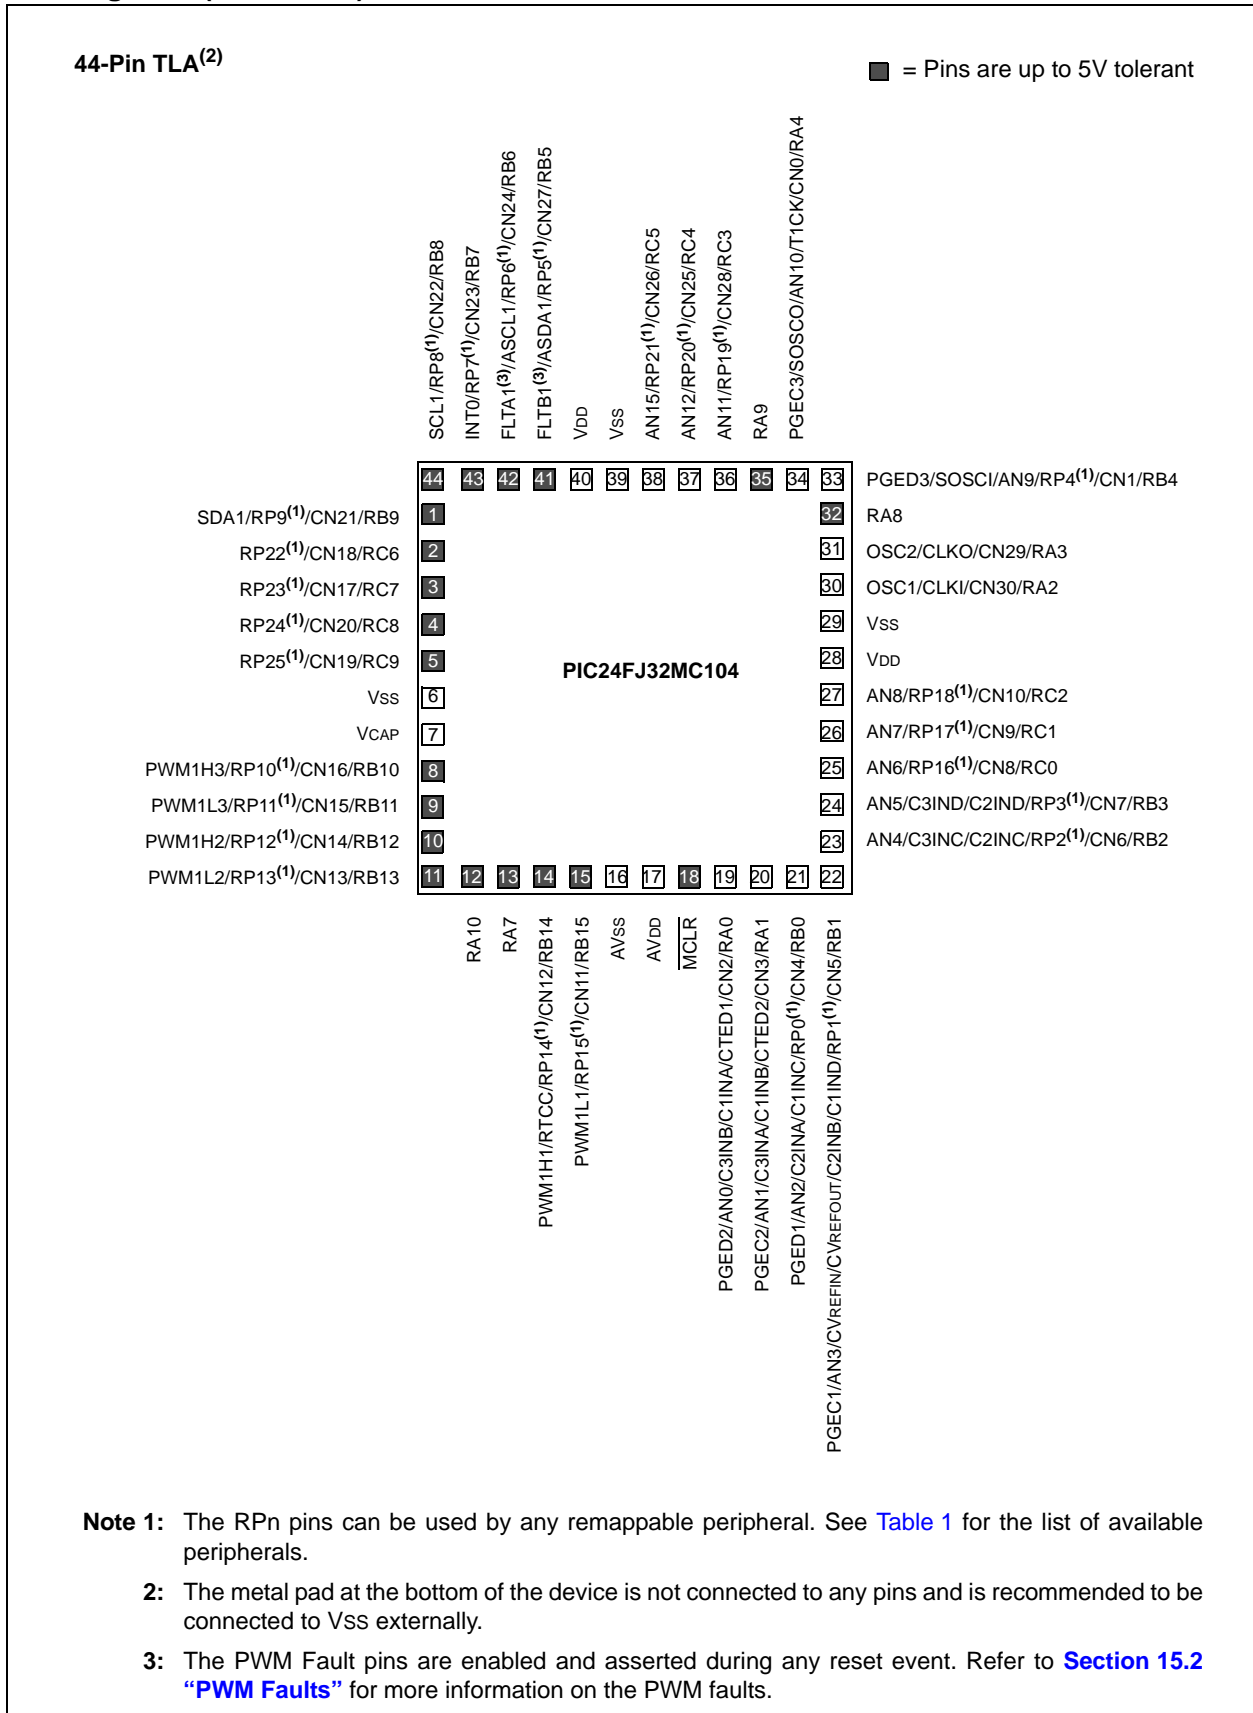 44-Pin TLA(2)
= Pins are up to 5V tolerant
SCL1/RP8(1)/CN22/RB8
INT0/RP7(1)/CN23/RB7
FLTA1(3)/ASCL1/RP6(1)/CN24/RB6
FLTB1(3)/ASDA1/RP5(1)/CN27/RB5
VDD
VSS
AN15/RP21(1)/CN26/RC5
AN12/RP20(1)/CN25/RC4
AN11/RP19(1)/CN28/RC3
RA9
PGEC3/SOSCO/AN10/T1CK/CN0/RA4
44 43 42 41 40 39 38 37 36 35 34 33
PGED3/SOSCI/AN9/RP4(1)/CN1/RB4
SDA1/RP9(1)/CN21/RB9 1
32 RA8
RP22(1)/CN18/RC6 2
31 OSC2/CLKO/CN29/RA3
RP23(1)/CN17/RC7 3
30 OSC1/CLKI/CN30/RA2
RP24(1)/CN20/RC8 4
29 VSS
RP25(1)/CN19/RC9 5
PIC24FJ32MC104
28 VDD
VSS 6
27 AN8/RP18(1)/CN10/RC2
VCAP 7
26 AN7/RP17(1)/CN9/RC1
PWM1H3/RP10(1)/CN16/RB10 8
25 AN6/RP16(1)/CN8/RC0
PWM1L3/RP11(1)/CN15/RB11 9
24 AN5/C3IND/C2IND/RP3(1)/CN7/RB3
PWM1H2/RP12(1)/CN14/RB12 10
23 AN4/C3INC/C2INC/RP2(1)/CN6/RB2
PWM1L2/RP13(1)/CN13/RB13
11 12 13 14 15 16 17 18 19 20 21 22
RA10
RA7
PWM1H1/RTCC/RP14(1)/CN12/RB14
PWM1L1/RP15(1)/CN11/RB15
AVSS
AVDD
MCLR
PGED2/AN0/C3INB/C1INA/CTED1/CN2/RA0
PGEC2/AN1/C3INA/C1INB/CTED2/CN3/RA1
PGED1/AN2/C2INA/C1INC/RP0(1)/CN4/RB0
PGEC1/AN3/CVREFIN/CVREFOUT/C2INB/C1IND/RP1(1)/CN5/RB1
Note 1: The RPn pins can be used by any remappable peripheral. See Table 1 for the list of available
peripherals.
2: The metal pad at the bottom of the device is not connected to any pins and is recommended to be
connected to VSS externally.
3: The PWM Fault pins are enabled and asserted during any reset event. Refer to Section 15.2
“PWM Faults” for more information on the PWM faults.